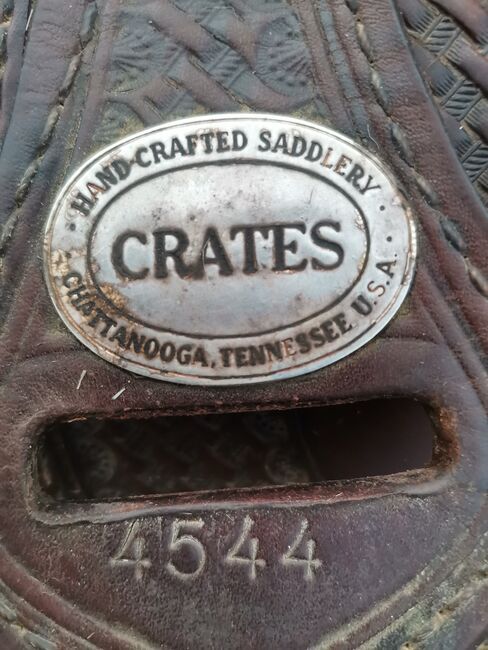 · HAND-CRAFTED SADDLERY ·
CRATES
CHATTANOOGA, TENNESSEE U.S.A.
4544